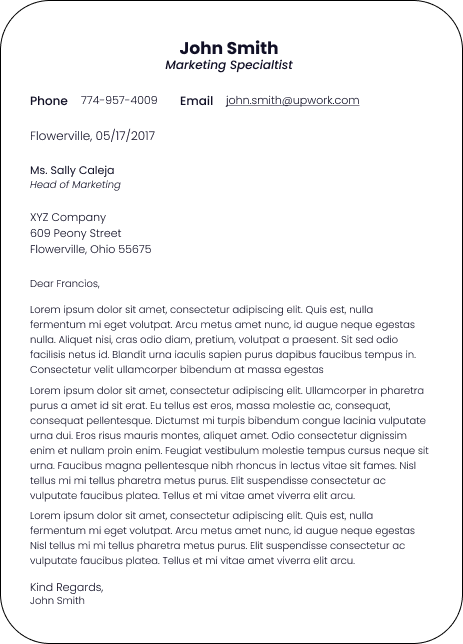 John Smith
Marketing Specialtist
Phone 774-957-4009 Email john.smith@upwork.com
Flowerville, 05/17/2017
Ms. Sally Caleja
Head of Marketing
XYZ Company
609 Peony Street
Flowerville, Ohio 55675
Dear Francios,
Lorem ipsum dolor sit amet, consectetur adipiscing elit. Quis est, nulla
fermentum mi eget volutpat. Arcu metus amet nunc, id augue neque egestas
nulla. Aliquet nisi, cras odio diam, pretium, volutpat a praesent. Sit sed odio
facilisis netus id. Blandit urna iaculis sapien purus dapibus faucibus tempus in.
Consectetur velit ullamcorper bibendum at massa egestas
Lorem ipsum dolor sit amet, consectetur adipiscing elit. Ullamcorper in pharetra
purus a amet id sit erat. Eu tellus est eros, massa molestie ac, consequat,
consequat pellentesque. Dictumst mi turpis bibendum congue lacinia vulputate
urna dui. Eros risus mauris montes, aliquet amet. Odio consectetur dignissim
enim et nullam proin enim. Feugiat vestibulum molestie tempus cursus neque sit
urna. Faucibus magna pellentesque nibh rhoncus in lectus vitae sit fames. Nisl
tellus mi mi tellus pharetra metus purus. Elit suspendisse consectetur ac
vulputate faucibus platea. Tellus et mi vitae amet viverra elit arcu.
Lorem ipsum dolor sit amet, consectetur adipiscing elit. Quis est, nulla
fermentum mi eget volutpat. Arcu metus amet nunc, id augue neque egestas
Nisl tellus mi mi tellus pharetra metus purus. Elit suspendisse consectetur ac
vulputate faucibus platea. Tellus et mi vitae amet viverra elit arcu.
Kind Regards,
John Smith